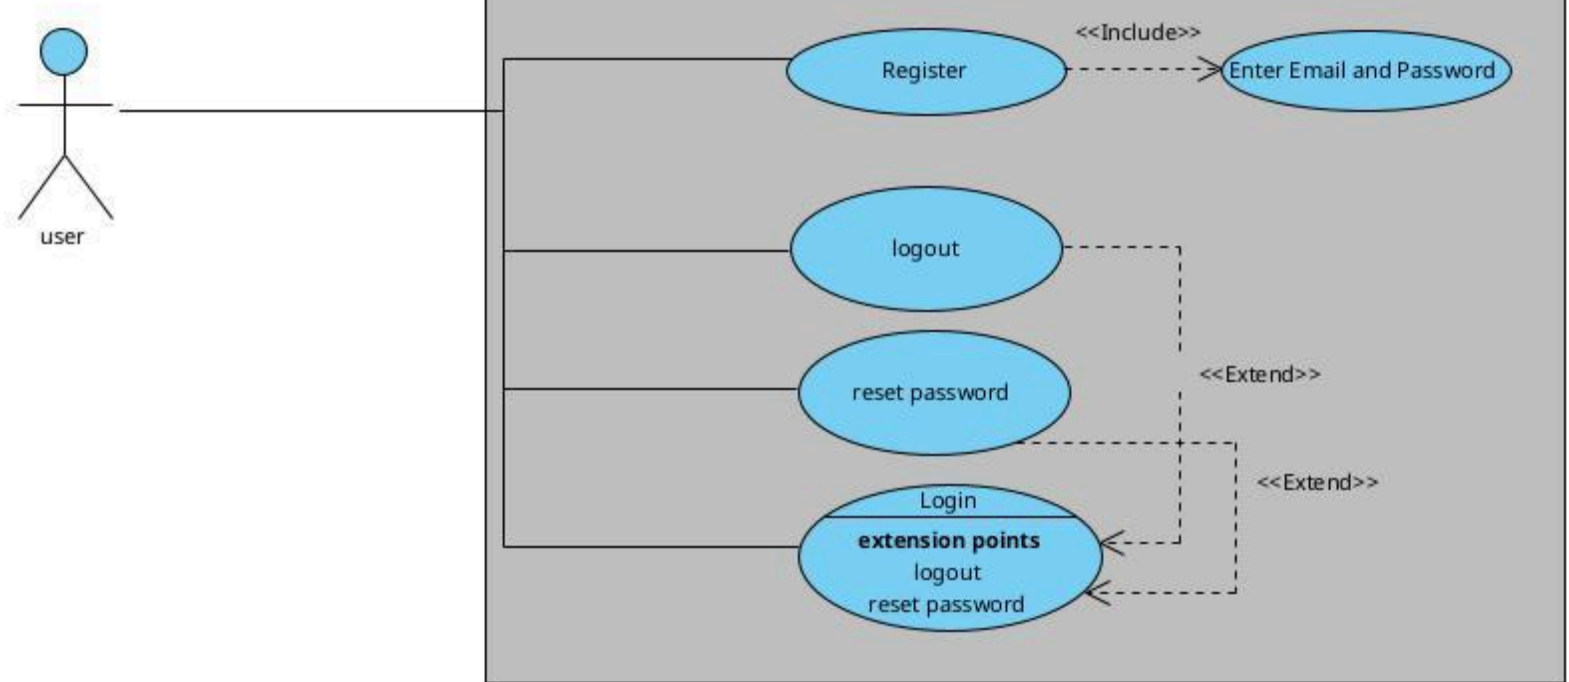 <<Include>>
Register
Enter Email and Password
user
logout
<<Extend>>
reset password
<<Extend>>
Login
extension points
logout
reset password